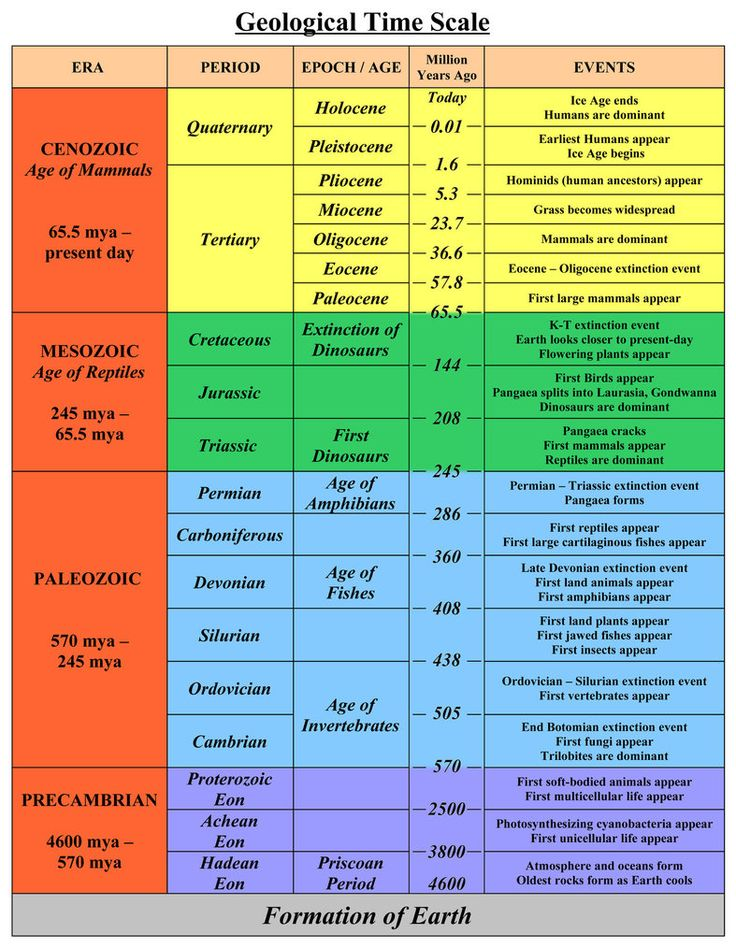 Geological Time Scale
ERA
PERIOD
EPOCH / AGE
Million
Years Ago
EVENTS
CENOZOIC
Age of Mammals
65.5 mya –
present day
Quaternary
Holocene
Today
Ice Age ends
Humans are dominant
0.01
Pleistocene
Earliest Humans appear
Ice Age begins
1.6
Tertiary
Pliocene
Hominids (human ancestors) appear
5.3
Miocene
Grass becomes widespread
23.7
Oligocene
Mammals are dominant
36.6
Eocene
Eocene – Oligocene extinction event
57.8
Paleocene
First large mammals appear
65.5
MESOZOIC
Age of Reptiles
245 mya –
65.5 mya
Cretaceous
Extinction of
Dinosaurs
K-T extinction event
Earth looks closer to present-day
Flowering plants appear
144
Jurassic
First Birds appear
Pangaea splits into Laurasia, Gondwanna
Dinosaurs are dominant
208
Triassic
First
Dinosaurs
Pangaea cracks
First mammals appear
Reptiles are dominant
245
PALEOZOIC
570 mya –
245 mya
Permian
Age of
Amphibians
Permian – Triassic extinction event
Pangaea forms
286
Carboniferous
First reptiles appear
First large cartilaginous fishes appear
360
Devonian
Age of
Fishes
Late Devonian extinction event
First land animals appear
First amphibians appear
408
Silurian
First land plants appear
First jawed fishes appear
First insects appear
438
Ordovician
Age of
Invertebrates
Ordovician – Silurian extinction event
First vertebrates appear
505
Cambrian
End Botomian extinction event
First fungi appear
Trilobites are dominant
570
PRECAMBRIAN
4600 mya –
570 mya
Proterozoic
Eon
First soft-bodied animals appear
First multicellular life appear
2500
Achean
Eon
Photosynthesizing cyanobacteria appear
First unicellular life appear
3800
Hadean
Eon
Priscoan
Period
Atmosphere and oceans form
Oldest rocks form as Earth cools
4600
Formation of Earth